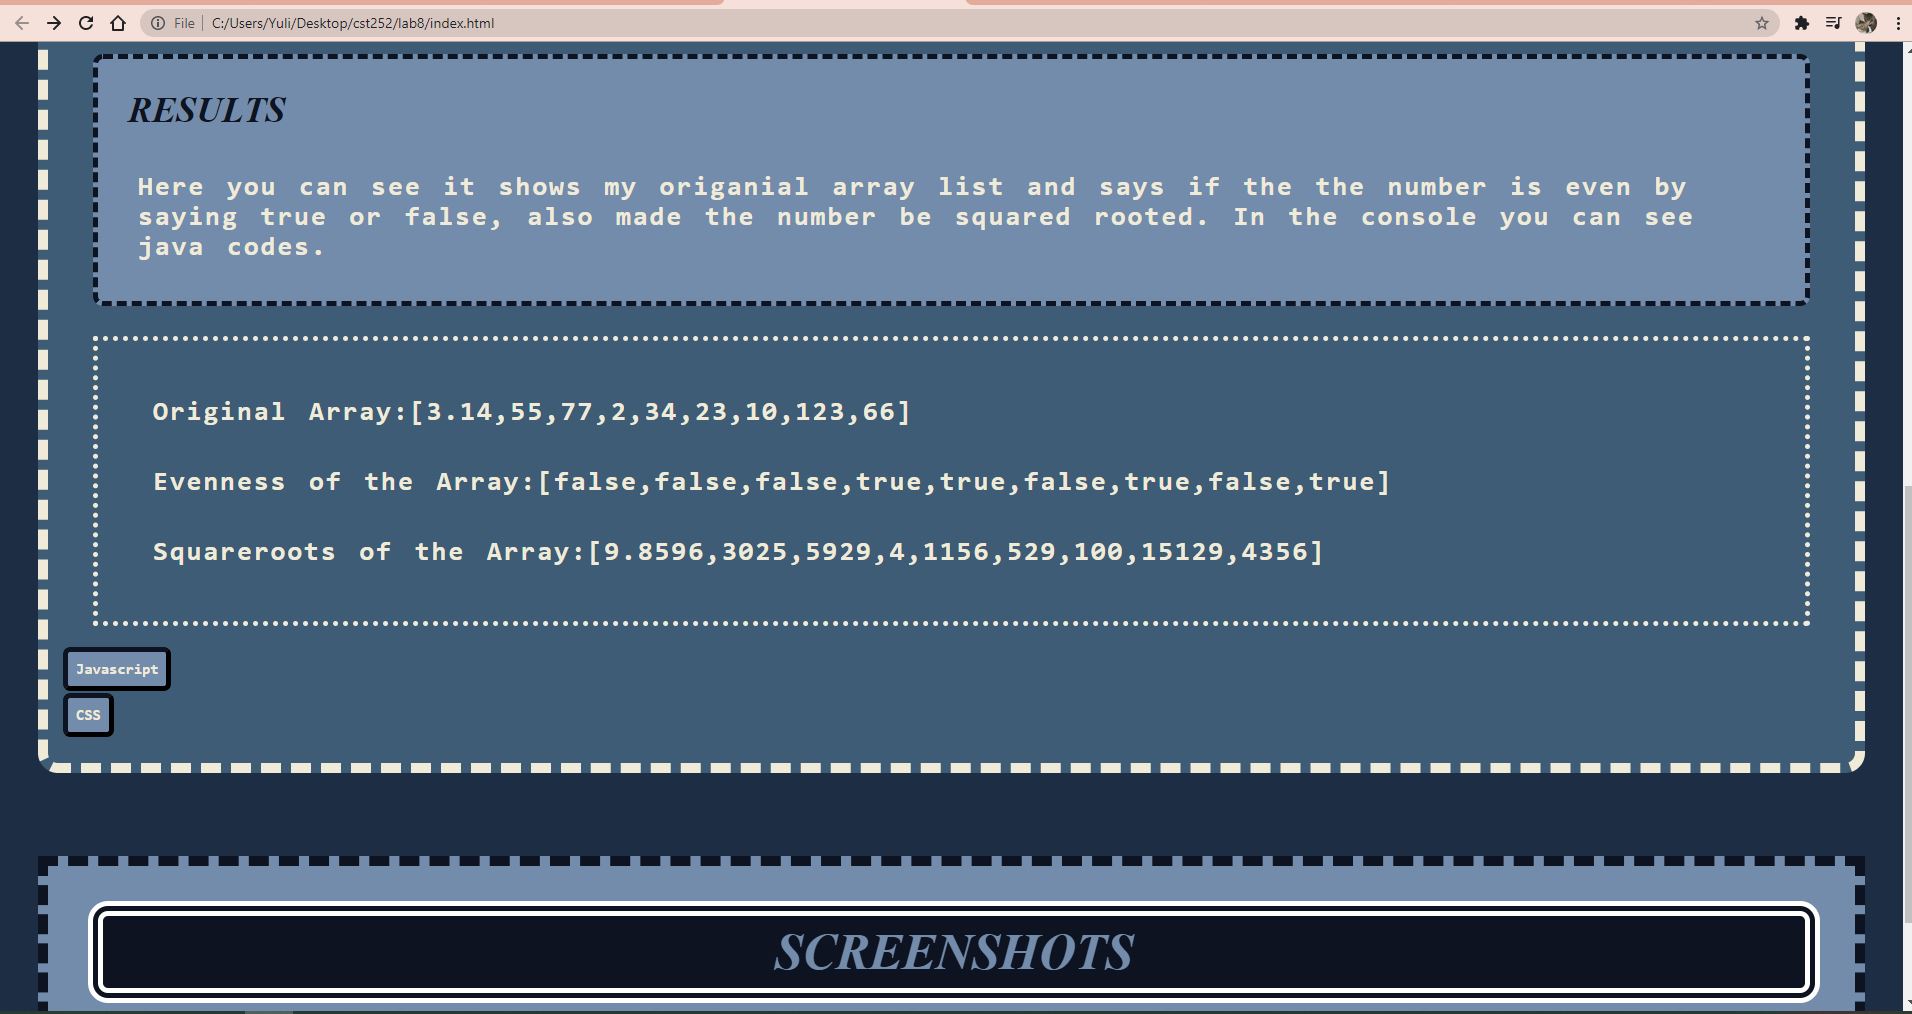 File
C:/Users/Yuli/Desktop/cst252/lab8/index.html
RESULTS
Here you can see it shows my origanial array list and says if the the number is even by
saying true or false, also made the number be squared rooted. In the console you can see
java codes.
Original Array:[3.14,55,77,2,34,23,10,123,66]
Evenness of the Array:[false,false,false,true,true,false,true,false,true]
Squareroots of the Array:[9.8596,3025,5929,4,1156,529,100,15129,4356]
Javascript
CSS
SCREENSHOTS